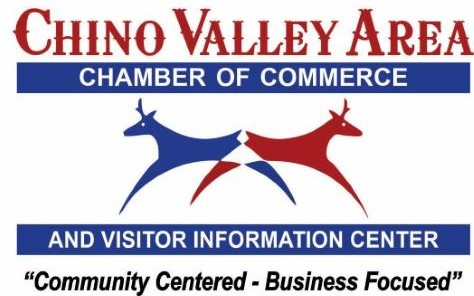 CHINO VALLEY AREA
CHAMBER OF COMMERCE
AND VISITOR INFORMATION CENTER
“Community Centered - Business Focused”